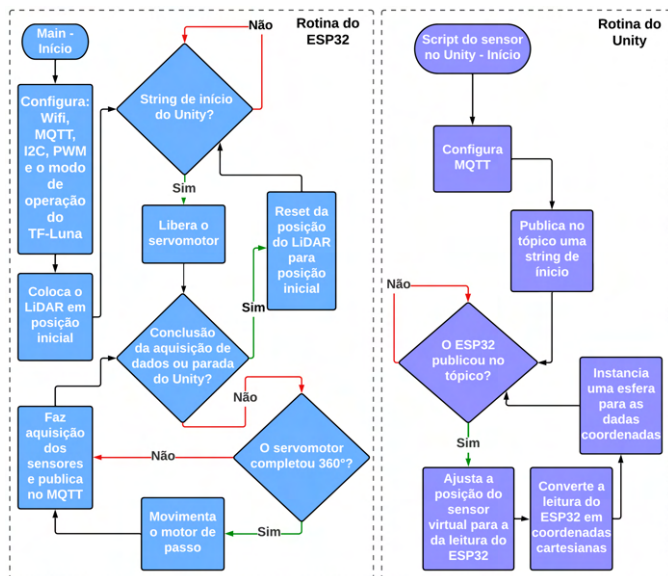 Rotina do
ESP32
Main -
Início
Configura:
Wifi,
MQTT,
I2C, PWM
e o modo
de
operação
do
TF-Luna
Coloca o
LiDAR em
posição
inicial
Não
String de início
do Unity?
Sim
Libera o
servomotor
Reset da
posição
do LiDAR
para
posição
inicial
Sim
Conclusão
da aquisição de
dados ou parada
do Unity?
Não
O servomotor
completou 360º?
Não
Faz
aquisição
dos
sensores
e publica
no MQTT
Sim
Movimenta
o motor de
passo
Rotina do
Unity
Script do sensor
no Unity - Início
Configura
MQTT
Publica no
tópico uma
string de
ínicio
Não
O ESP32
publicou no
tópico?
Sim
Ajusta a
posição do
sensor
virtual para a
da leitura do
ESP32
Converte a
leitura do
ESP32 em
coordenadas
cartesianas
Instancia
uma esfera
para as
dadas
coordenadas